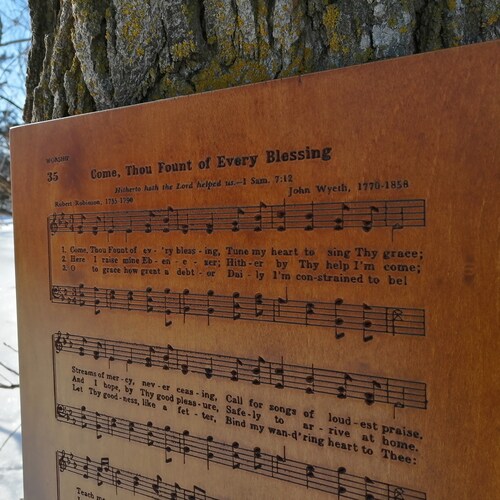 WORSHIP
35
Come, Thou Fount of Every Blessing
Hitherto hath the Lord helped us.—1 Sam. 7:12
Robert Robinson, 1735-1790
John Wyeth, 1770-1858
1. Come, Thou Fount of ev - 'ry bless - ing, Tune my heart to sing Thy grace;
2. Here I raise mine Eb - en - e - zer; Hith - er by Thy help I'm come;
3. O to grace how great a debt - or Dai - ly I'm con-strained to be!
Streams of mer - cy, nev - er ceas - ing, Call for songs of loud - est praise.
And I hope, by Thy good pleas - ure, Safe - ly to ar - rive at home.
Let Thy good - ness, like a fet - ter, Bind my wan-d'ring heart to Thee:
Teach me